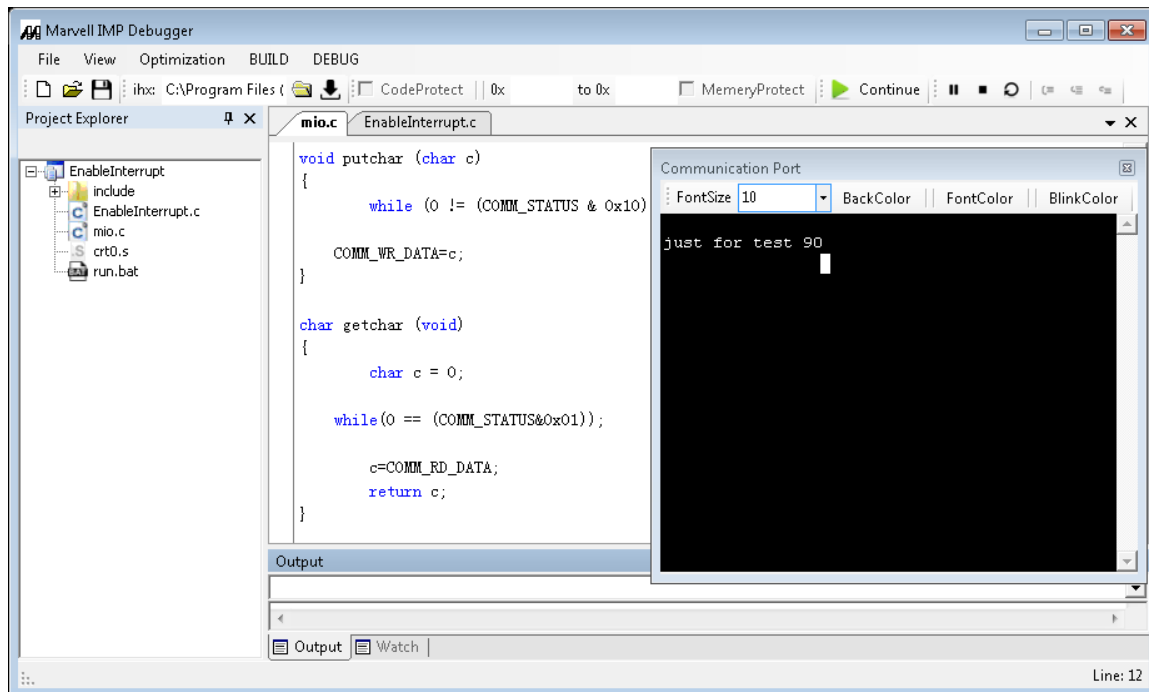 Marvell IMP Debugger
File View Optimization BUILD DEBUG
ihx: C:\Program Files ( CodeProtect 0x to 0x MemeryProtect Continue
Project Explorer
EnableInterrupt
include
EnableInterrupt.c
mio.c
crt0.s
run.bat
mio.c EnableInterrupt.c
void putchar (char c)
{
while (0 != (COMM_STATUS & 0x10)
COMM_WR_DATA=c;
}
char getchar (void)
{
char c = 0;
while(0 == (COMM_STATUS&0x01));
c=COMM_RD_DATA;
return c;
}
Communication Port
FontSize 10 BackColor FontColor BlinkColor
just for test 90
Output
Output Watch
Line: 12